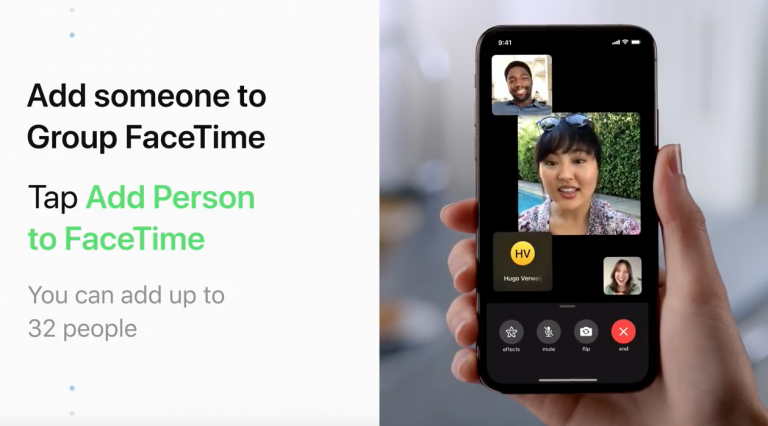 Add someone to
Group FaceTime
Tap Add Person
to FaceTime
You can add up to
32 people
9:41
HV
Hugo Verwei
effects
mute
flip
end